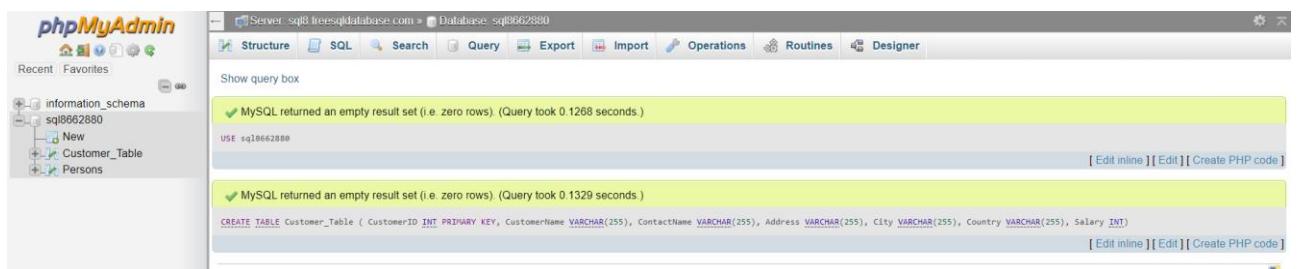 phpMyAdmin
Server: sql8.freesqldatabase.com » Database: sql8662880
Structure SQL Search Query Export Import Operations Routines Designer
Recent Favorites
Show query box
information_schema
sql8662880
New
Customer_Table
Persons
MySQL returned an empty result set (i.e. zero rows). (Query took 0.1268 seconds.)
USE sql8662880
[ Edit inline ] [ Edit ] [ Create PHP code ]
MySQL returned an empty result set (i.e. zero rows). (Query took 0.1329 seconds.)
CREATE TABLE Customer_Table ( CustomerID INT PRIMARY KEY, CustomerName VARCHAR(255), ContactName VARCHAR(255), Address VARCHAR(255), City VARCHAR(255), Country VARCHAR(255), Salary INT)
[ Edit inline ] [ Edit ] [ Create PHP code ]